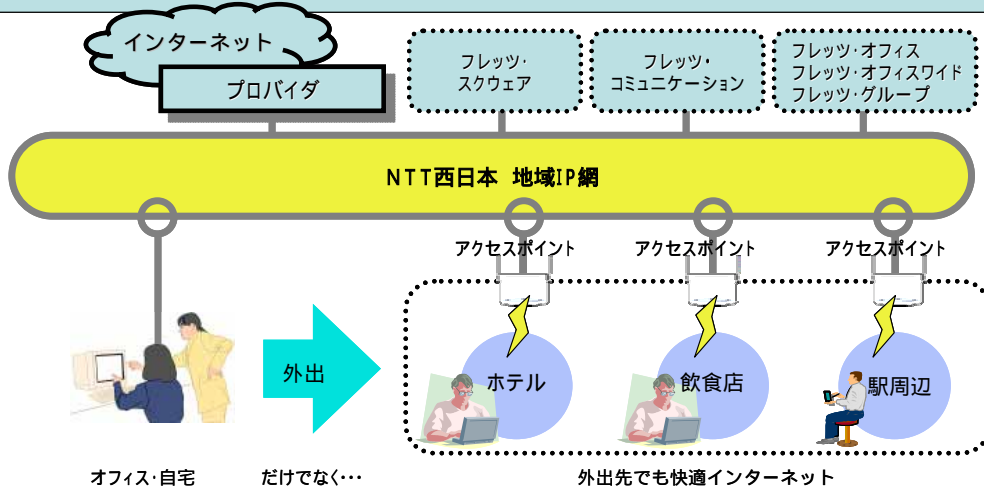 インターネット
プロバイダ
フレッツ・
スクウェア
フレッツ・
コミュニケーション
フレッツ・オフィス
フレッツ・オフィスワイド
フレッツ・グループ
NTT西日本 地域IP網
アクセスポイント
アクセスポイント
アクセスポイント
外出
ホテル
飲食店
駅周辺
オフィス・自宅
だけでなく・・・
外出先でも快適インターネット